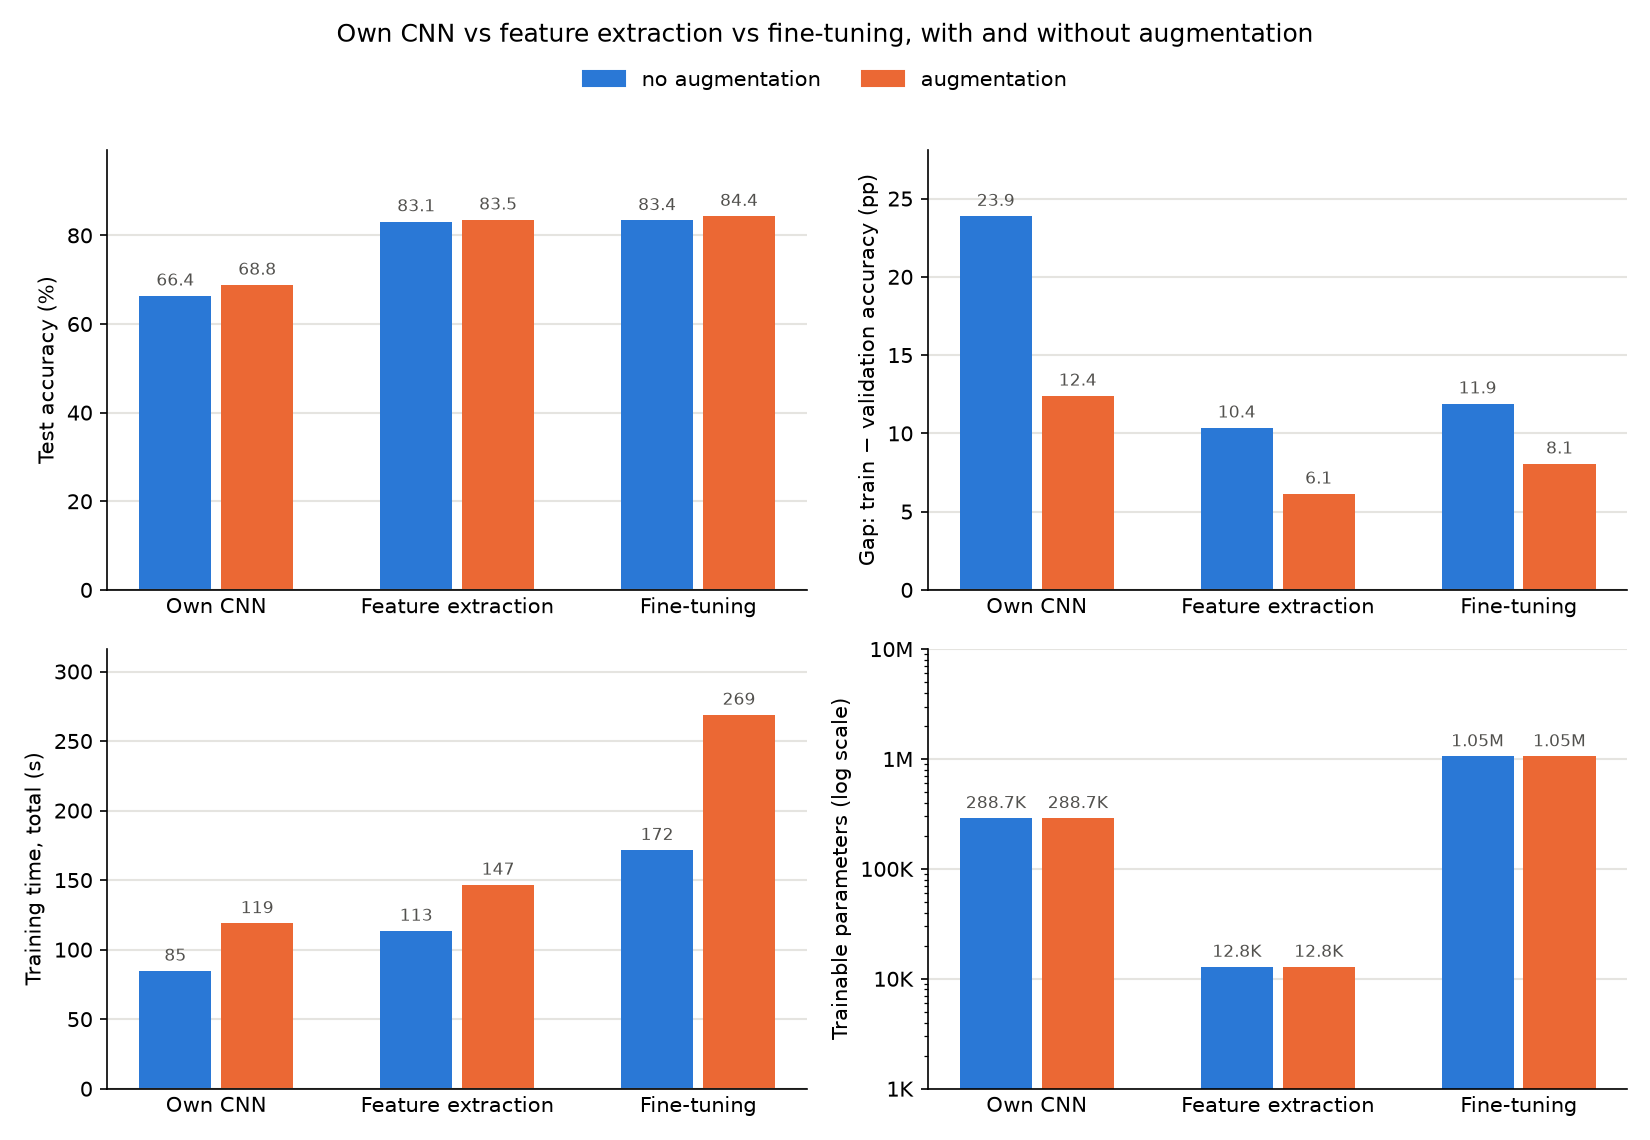 Own CNN vs feature extraction vs fine-tuning, with and without augmentation
no augmentation
augmentation
Test accuracy (%)
80
60
40
20
0
66.4
68.8
83.1
83.5
83.4
84.4
Own CNN
Feature extraction
Fine-tuning
Gap: train − validation accuracy (pp)
25
20
15
10
5
0
23.9
12.4
10.4
6.1
11.9
8.1
Own CNN
Feature extraction
Fine-tuning
Training time, total (s)
300
250
200
150
100
50
0
85
119
113
147
172
269
Own CNN
Feature extraction
Fine-tuning
Trainable parameters (log scale)
10M
1M
100K
10K
1K
288.7K
288.7K
12.8K
12.8K
1.05M
1.05M
Own CNN
Feature extraction
Fine-tuning